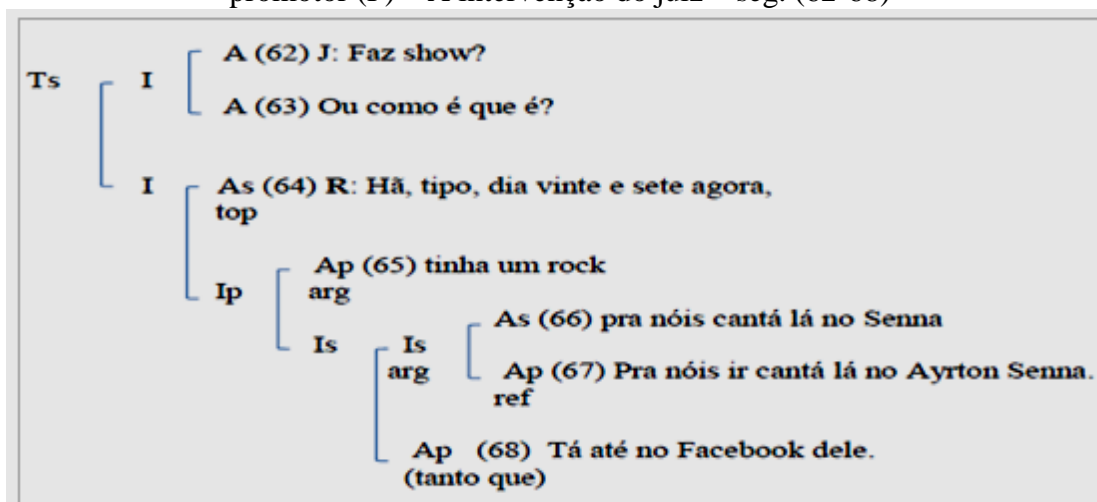 promotor (P) – A intervenção do juiz – seg. (62-68)
Ts
I
A (62) J: Faz show?
A (63) Ou como é que é?
I
As (64) R: Hã, tipo, dia vinte e sete agora,
top
Ip
Ap (65) tinha um rock
arg
Is
Is
arg
As (66) pra nóis cantá lá no Senna
Ap (67) Pra nóis ir cantá lá no Ayrton Senna.
ref
Ap (68) Tá até no Facebook dele.
(tanto que)